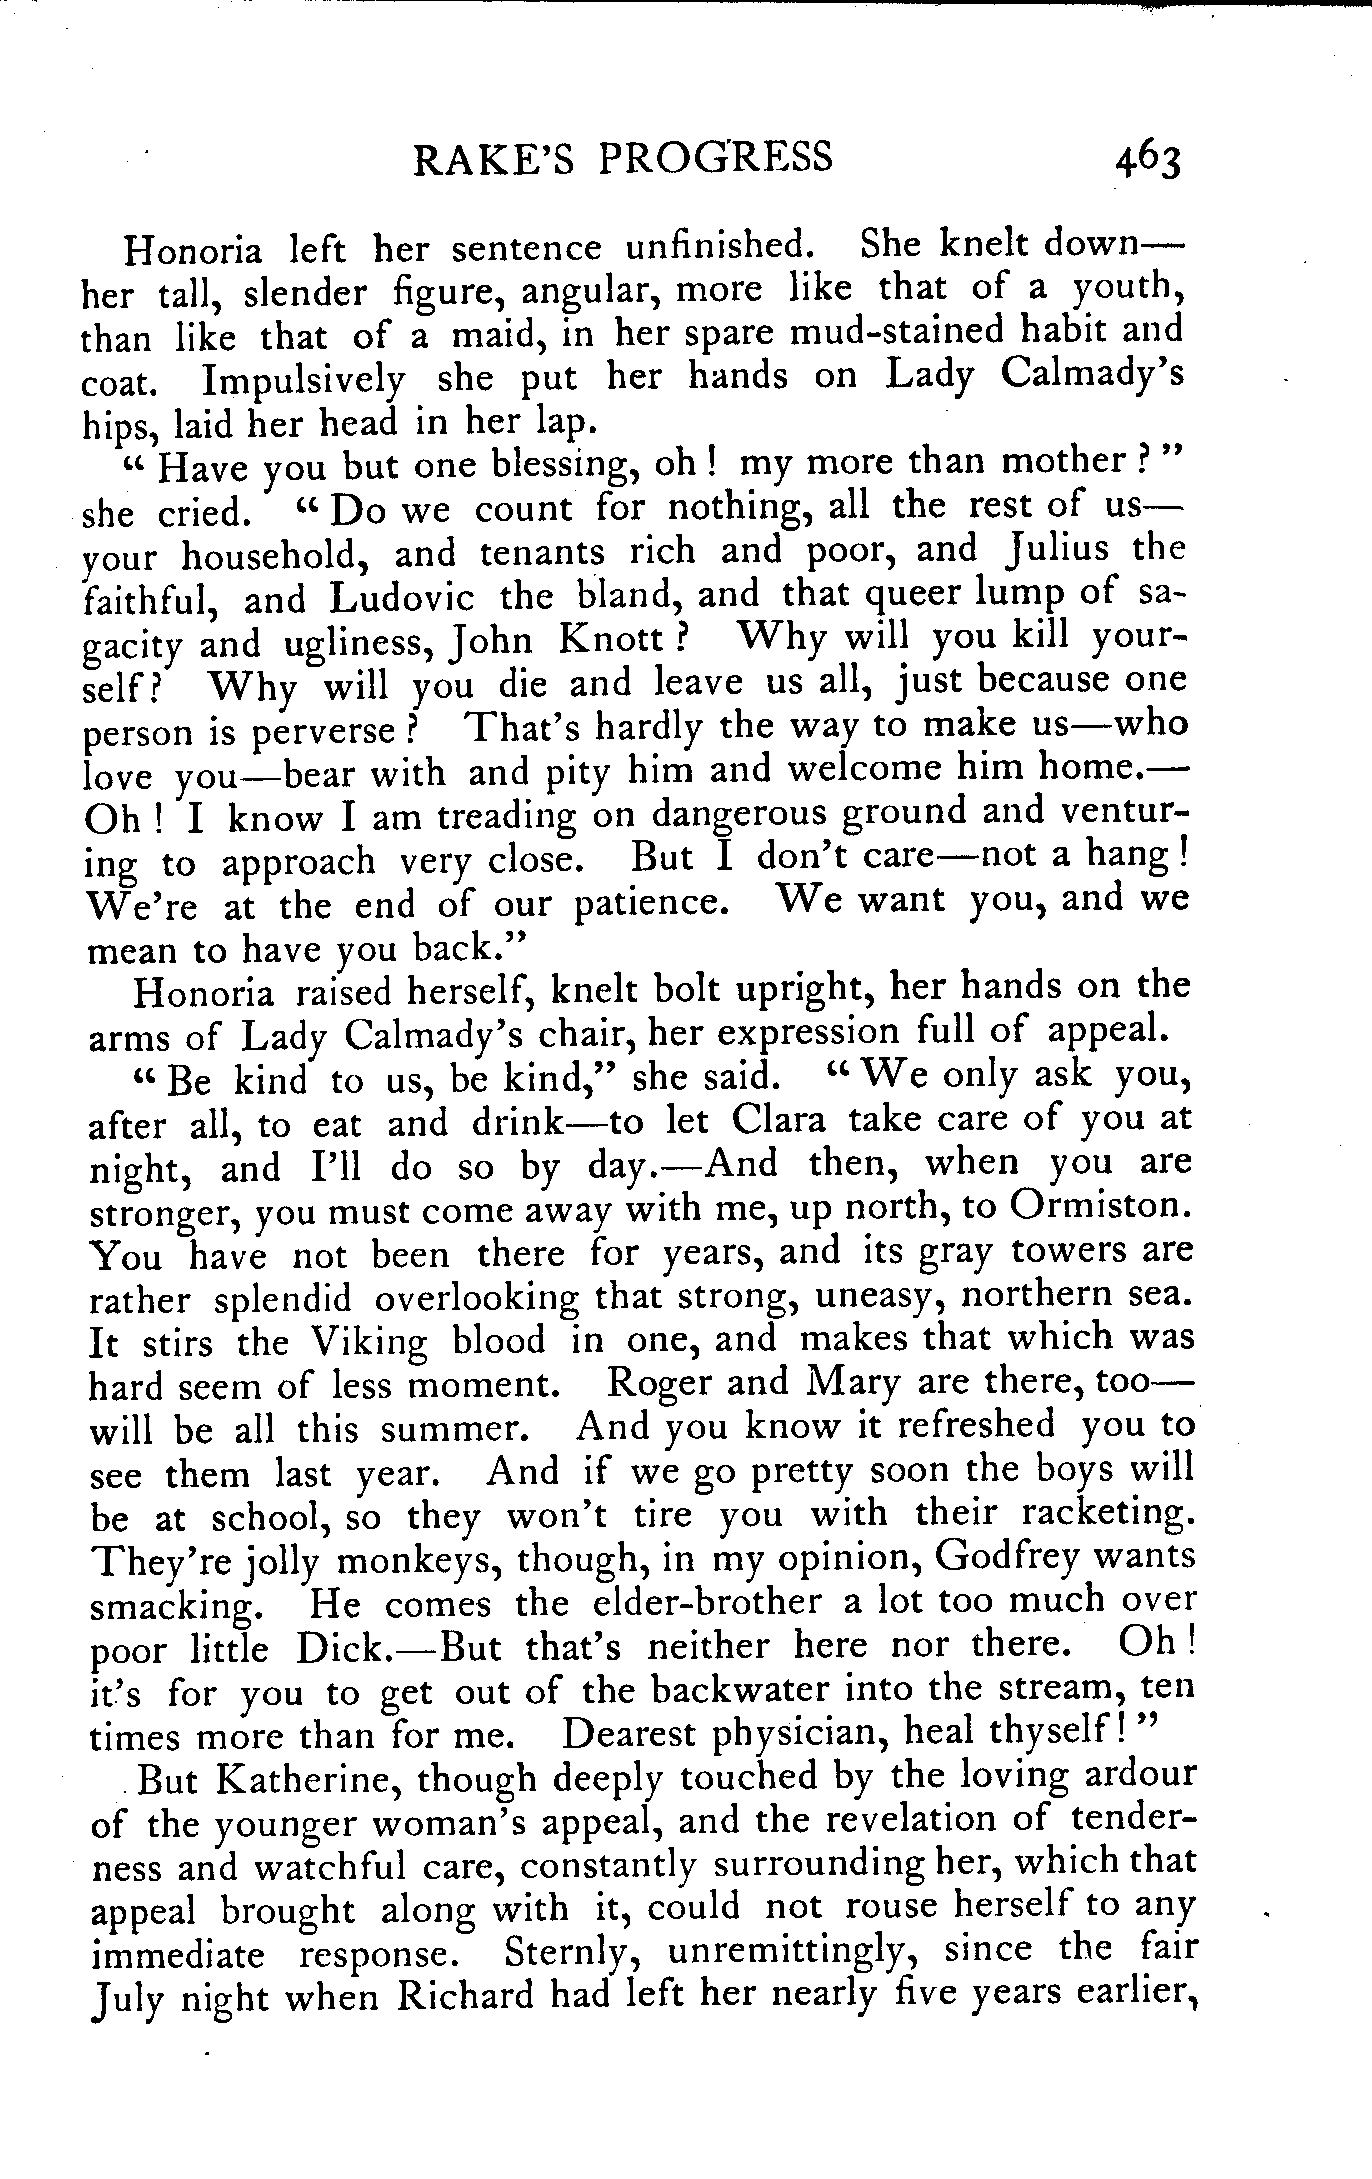 RAKE'S PROGRESS 463
Honoria left her sentence unfinished. She knelt down—
her tall, slender figure, angular, more like that of a youth,
than like that of a maid, in her spare mud-stained habit and
coat. Impulsively she put her hands on Lady Calmady's
hips, laid her head in her lap.
“ Have you but one blessing, oh ! my more than mother ? ”
she cried. “ Do we count for nothing, all the rest of us—
your household, and tenants rich and poor, and Julius the
faithful, and Ludovic the bland, and that queer lump of sa-
gacity and ugliness, John Knott ? Why will you kill your-
self ? Why will you die and leave us all, just because one
person is perverse ? That's hardly the way to make us—who
love you—bear with and pity him and welcome him home.—
Oh ! I know I am treading on dangerous ground and ventur-
ing to approach very close. But I don't care—not a hang !
We're at the end of our patience. We want you, and we
mean to have you back.”
Honoria raised herself, knelt bolt upright, her hands on the
arms of Lady Calmady's chair, her expression full of appeal.
“ Be kind to us, be kind,” she said. “ We only ask you,
after all, to eat and drink—to let Clara take care of you at
night, and I'll do so by day.—And then, when you are
stronger, you must come away with me, up north, to Ormiston.
You have not been there for years, and its gray towers are
rather splendid overlooking that strong, uneasy, northern sea.
It stirs the Viking blood in one, and makes that which was
hard seem of less moment. Roger and Mary are there, too—
will be all this summer. And you know it refreshed you to
see them last year. And if we go pretty soon the boys will
be at school, so they won't tire you with their racketing.
They're jolly monkeys, though, in my opinion, Godfrey wants
smacking. He comes the elder-brother a lot too much over
poor little Dick.—But that's neither here nor there. Oh !
it's for you to get out of the backwater into the stream, ten
times more than for me. Dearest physician, heal thyself ! ”
But Katherine, though deeply touched by the loving ardour
of the younger woman's appeal, and the revelation of tender-
ness and watchful care, constantly surrounding her, which that
appeal brought along with it, could not rouse herself to any
immediate response. Sternly, unremittingly, since the fair
July night when Richard had left her nearly five years earlier,